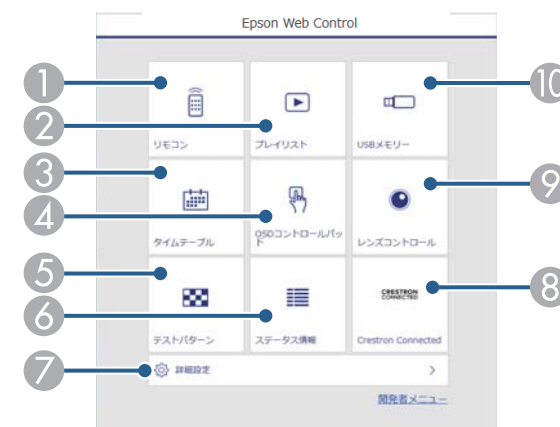 Epson Web Control
1
2
3
4
5
6
7
8
9
10
リモコン
プレイリスト
USBメモリー
タイムテーブル
OSDコントロールパッ
ド
レンズコントロール
テストパターン
ステータス情報
CRESTRON
CONNECTED
Crestron Connected
詳細設定
開発者メニュー